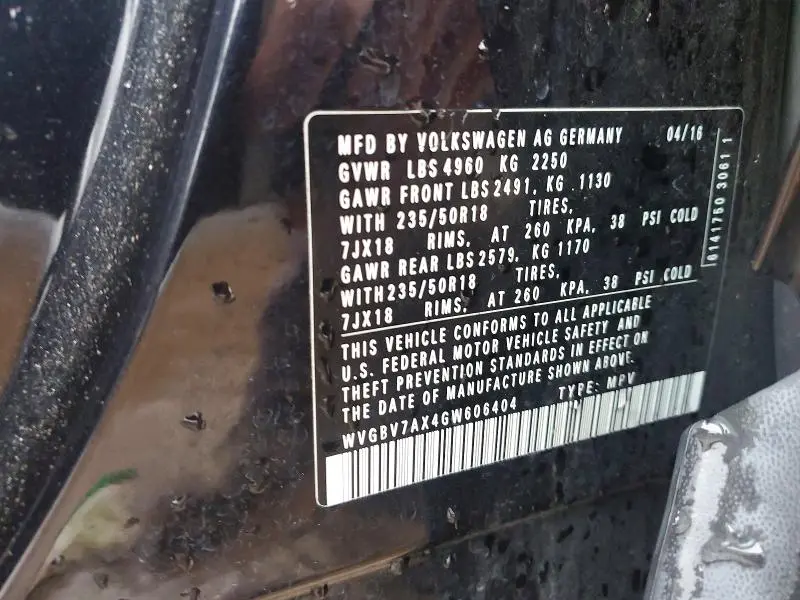 MFD BY VOLKSWAGEN AG GERMANY 04/16
GVWR LBS 4960 KG 2250
GAWR FRONT LBS 2491, KG 1130
WITH 235/50R18 TIRES,
7JX18 RIMS, AT 260 KPA, 38 PSI COLD
GAWR REAR LBS 2579, KG 1170
WITH 235/50R18 TIRES,
7JX18 RIMS, AT 260 KPA, 38 PSI COLD
THIS VEHICLE CONFORMS TO ALL APPLICABLE
U.S. FEDERAL MOTOR VEHICLE SAFETY AND
THEFT PREVENTION STANDARDS IN EFFECT ON
THE DATE OF MANUFACTURE SHOWN ABOVE.
WVGBV7AX4GW606404 TYPE: MPV
6141750 3061 1